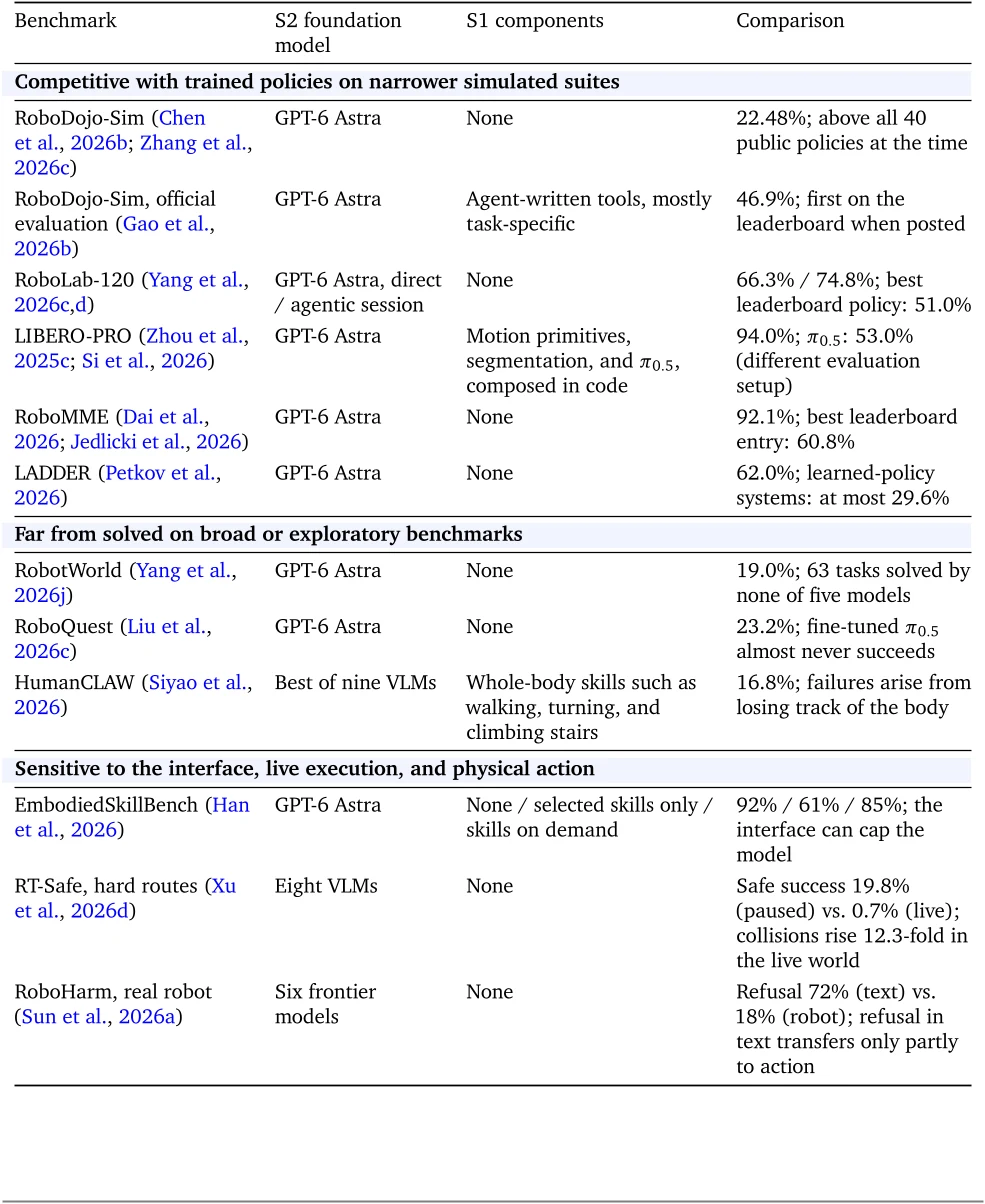 Benchmark S2 foundation model S1 components Comparison
Competitive with trained policies on narrower simulated suites
RoboDojo-Sim (Chen
et al., 2026b; Zhang et al.,
2026c)
GPT-6 Astra
None
22.48%; above all 40
public policies at the time
RoboDojo-Sim, official
evaluation (Gao et al.,
2026b)
GPT-6 Astra
Agent-written tools, mostly
task-specific
46.9%; first on the
leaderboard when posted
RoboLab-120 (Yang et al.,
2026c,d)
GPT-6 Astra, direct
/ agentic session
None
66.3% / 74.8%; best
leaderboard policy: 51.0%
LIBERO-PRO (Zhou et al.,
2025c; Si et al., 2026)
GPT-6 Astra
Motion primitives,
segmentation, and π0.5,
composed in code
94.0%; π0.5: 53.0%
(different evaluation
setup)
RoboMME (Dai et al.,
2026; Jedlicki et al., 2026)
GPT-6 Astra
None
92.1%; best leaderboard
entry: 60.8%
LADDER (Petkov et al.,
2026)
GPT-6 Astra
None
62.0%; learned-policy
systems: at most 29.6%
Far from solved on broad or exploratory benchmarks
RobotWorld (Yang et al.,
2026j)
GPT-6 Astra
None
19.0%; 63 tasks solved by
none of five models
RoboQuest (Liu et al.,
2026c)
GPT-6 Astra
None
23.2%; fine-tuned π0.5
almost never succeeds
HumanCLAW (Siyao et al.,
2026)
Best of nine VLMs
Whole-body skills such as
walking, turning, and
climbing stairs
16.8%; failures arise from
losing track of the body
Sensitive to the interface, live execution, and physical action
EmbodiedSkillBench (Han
et al., 2026)
GPT-6 Astra
None / selected skills only /
skills on demand
92% / 61% / 85%; the
interface can cap the
model
RT-Safe, hard routes (Xu
et al., 2026d)
Eight VLMs
None
Safe success 19.8%
(paused) vs. 0.7% (live);
collisions rise 12.3-fold in
the live world
RoboHarm, real robot
(Sun et al., 2026a)
Six frontier
models
None
Refusal 72% (text) vs.
18% (robot); refusal in
text transfers only partly
to action